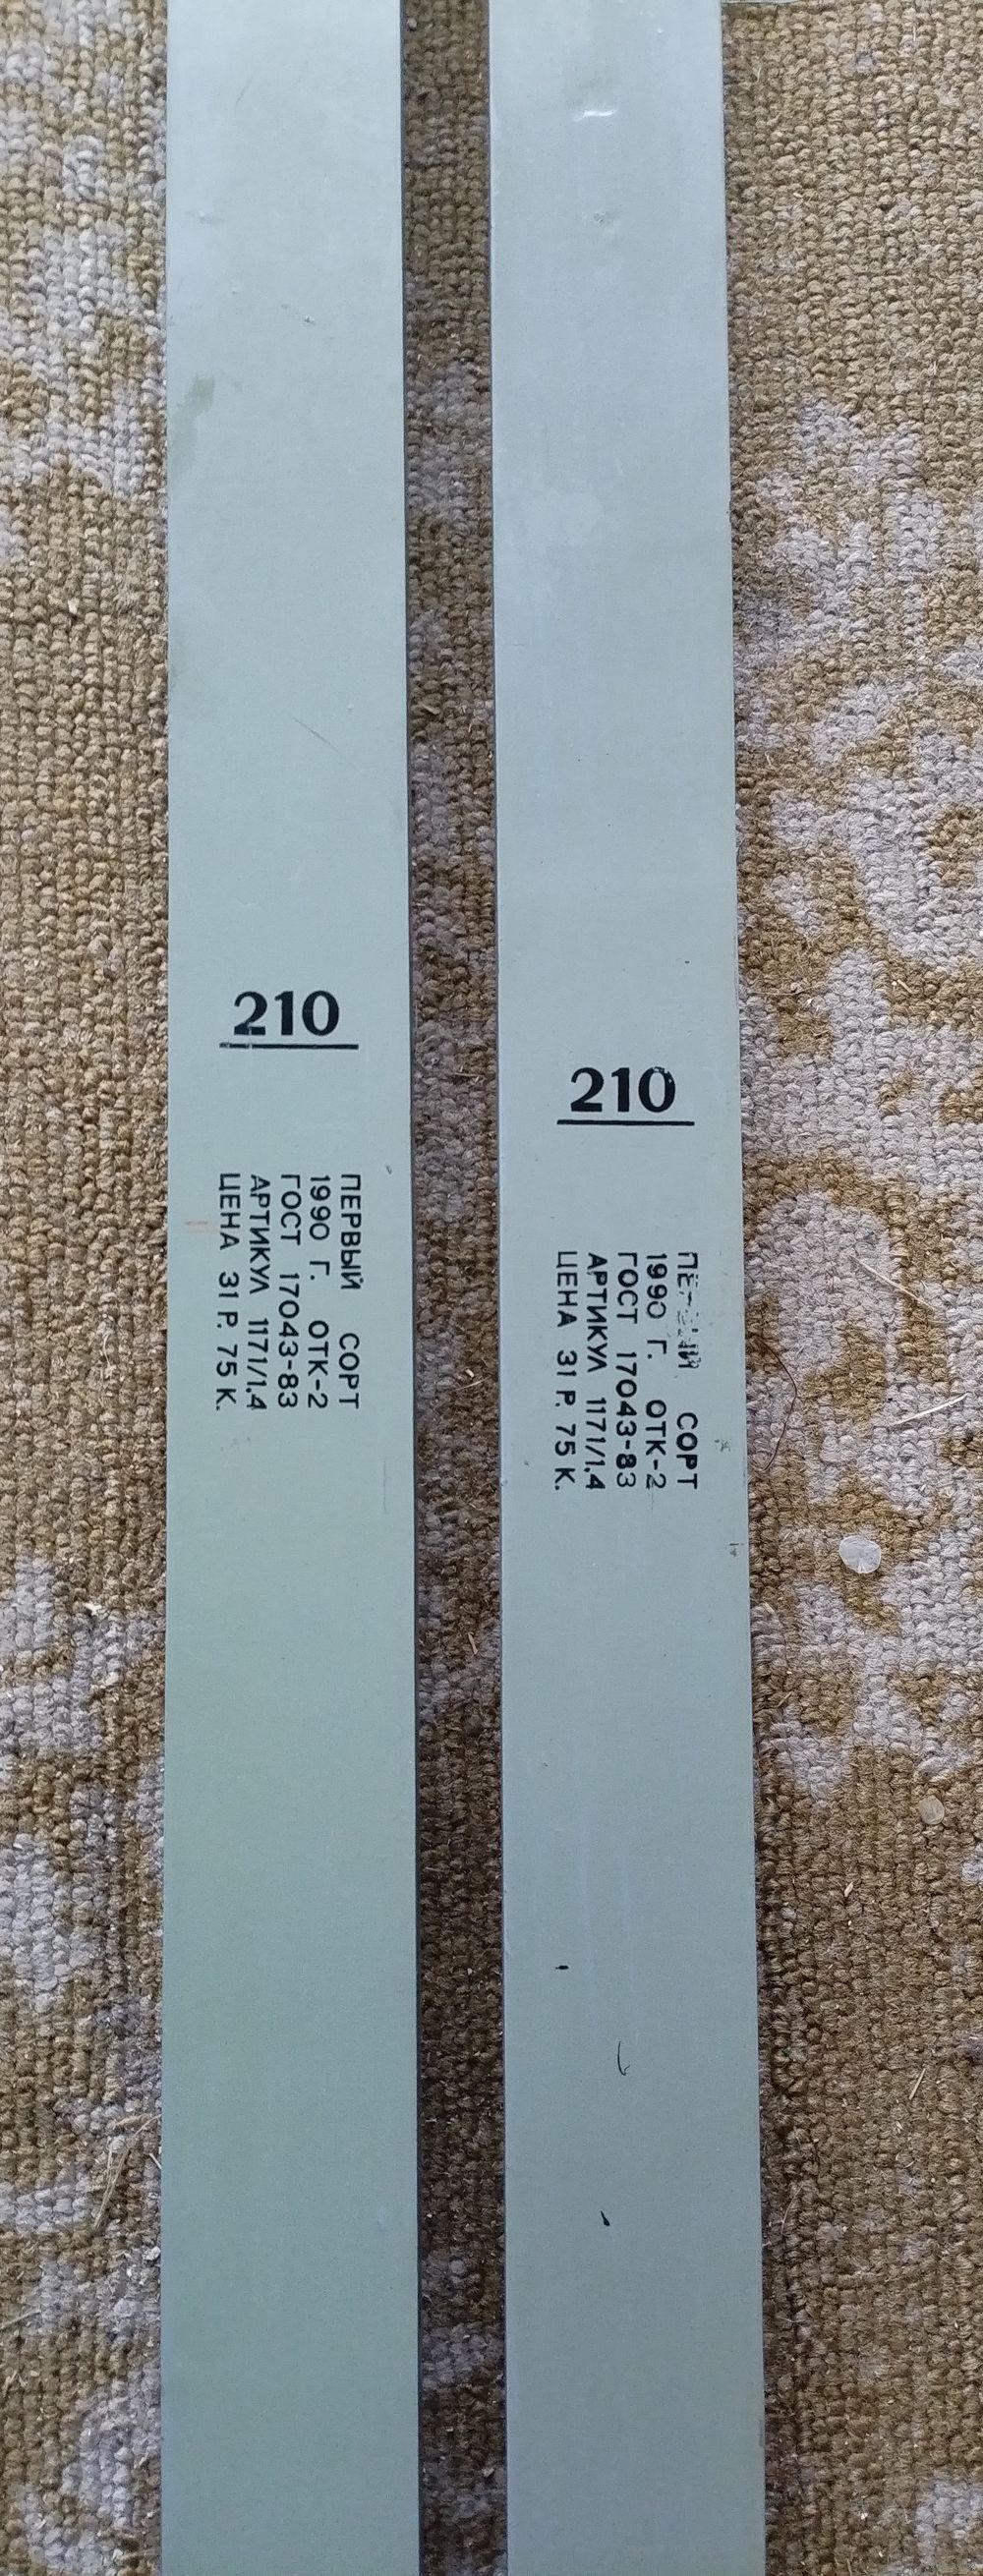 210
ПЕРВЫЙ СОРТ
1990 Г. ОТК-2
ГОСТ 17043-83
АРТИКУЛ 1171/1,4
ЦЕНА 31 Р. 75 К.
210
СОРТ
1990 Г. ОТК-2
ГОСТ 17043-83
АРТИКУЛ 1171/1,4
ЦЕНА 31 Р. 75 К.